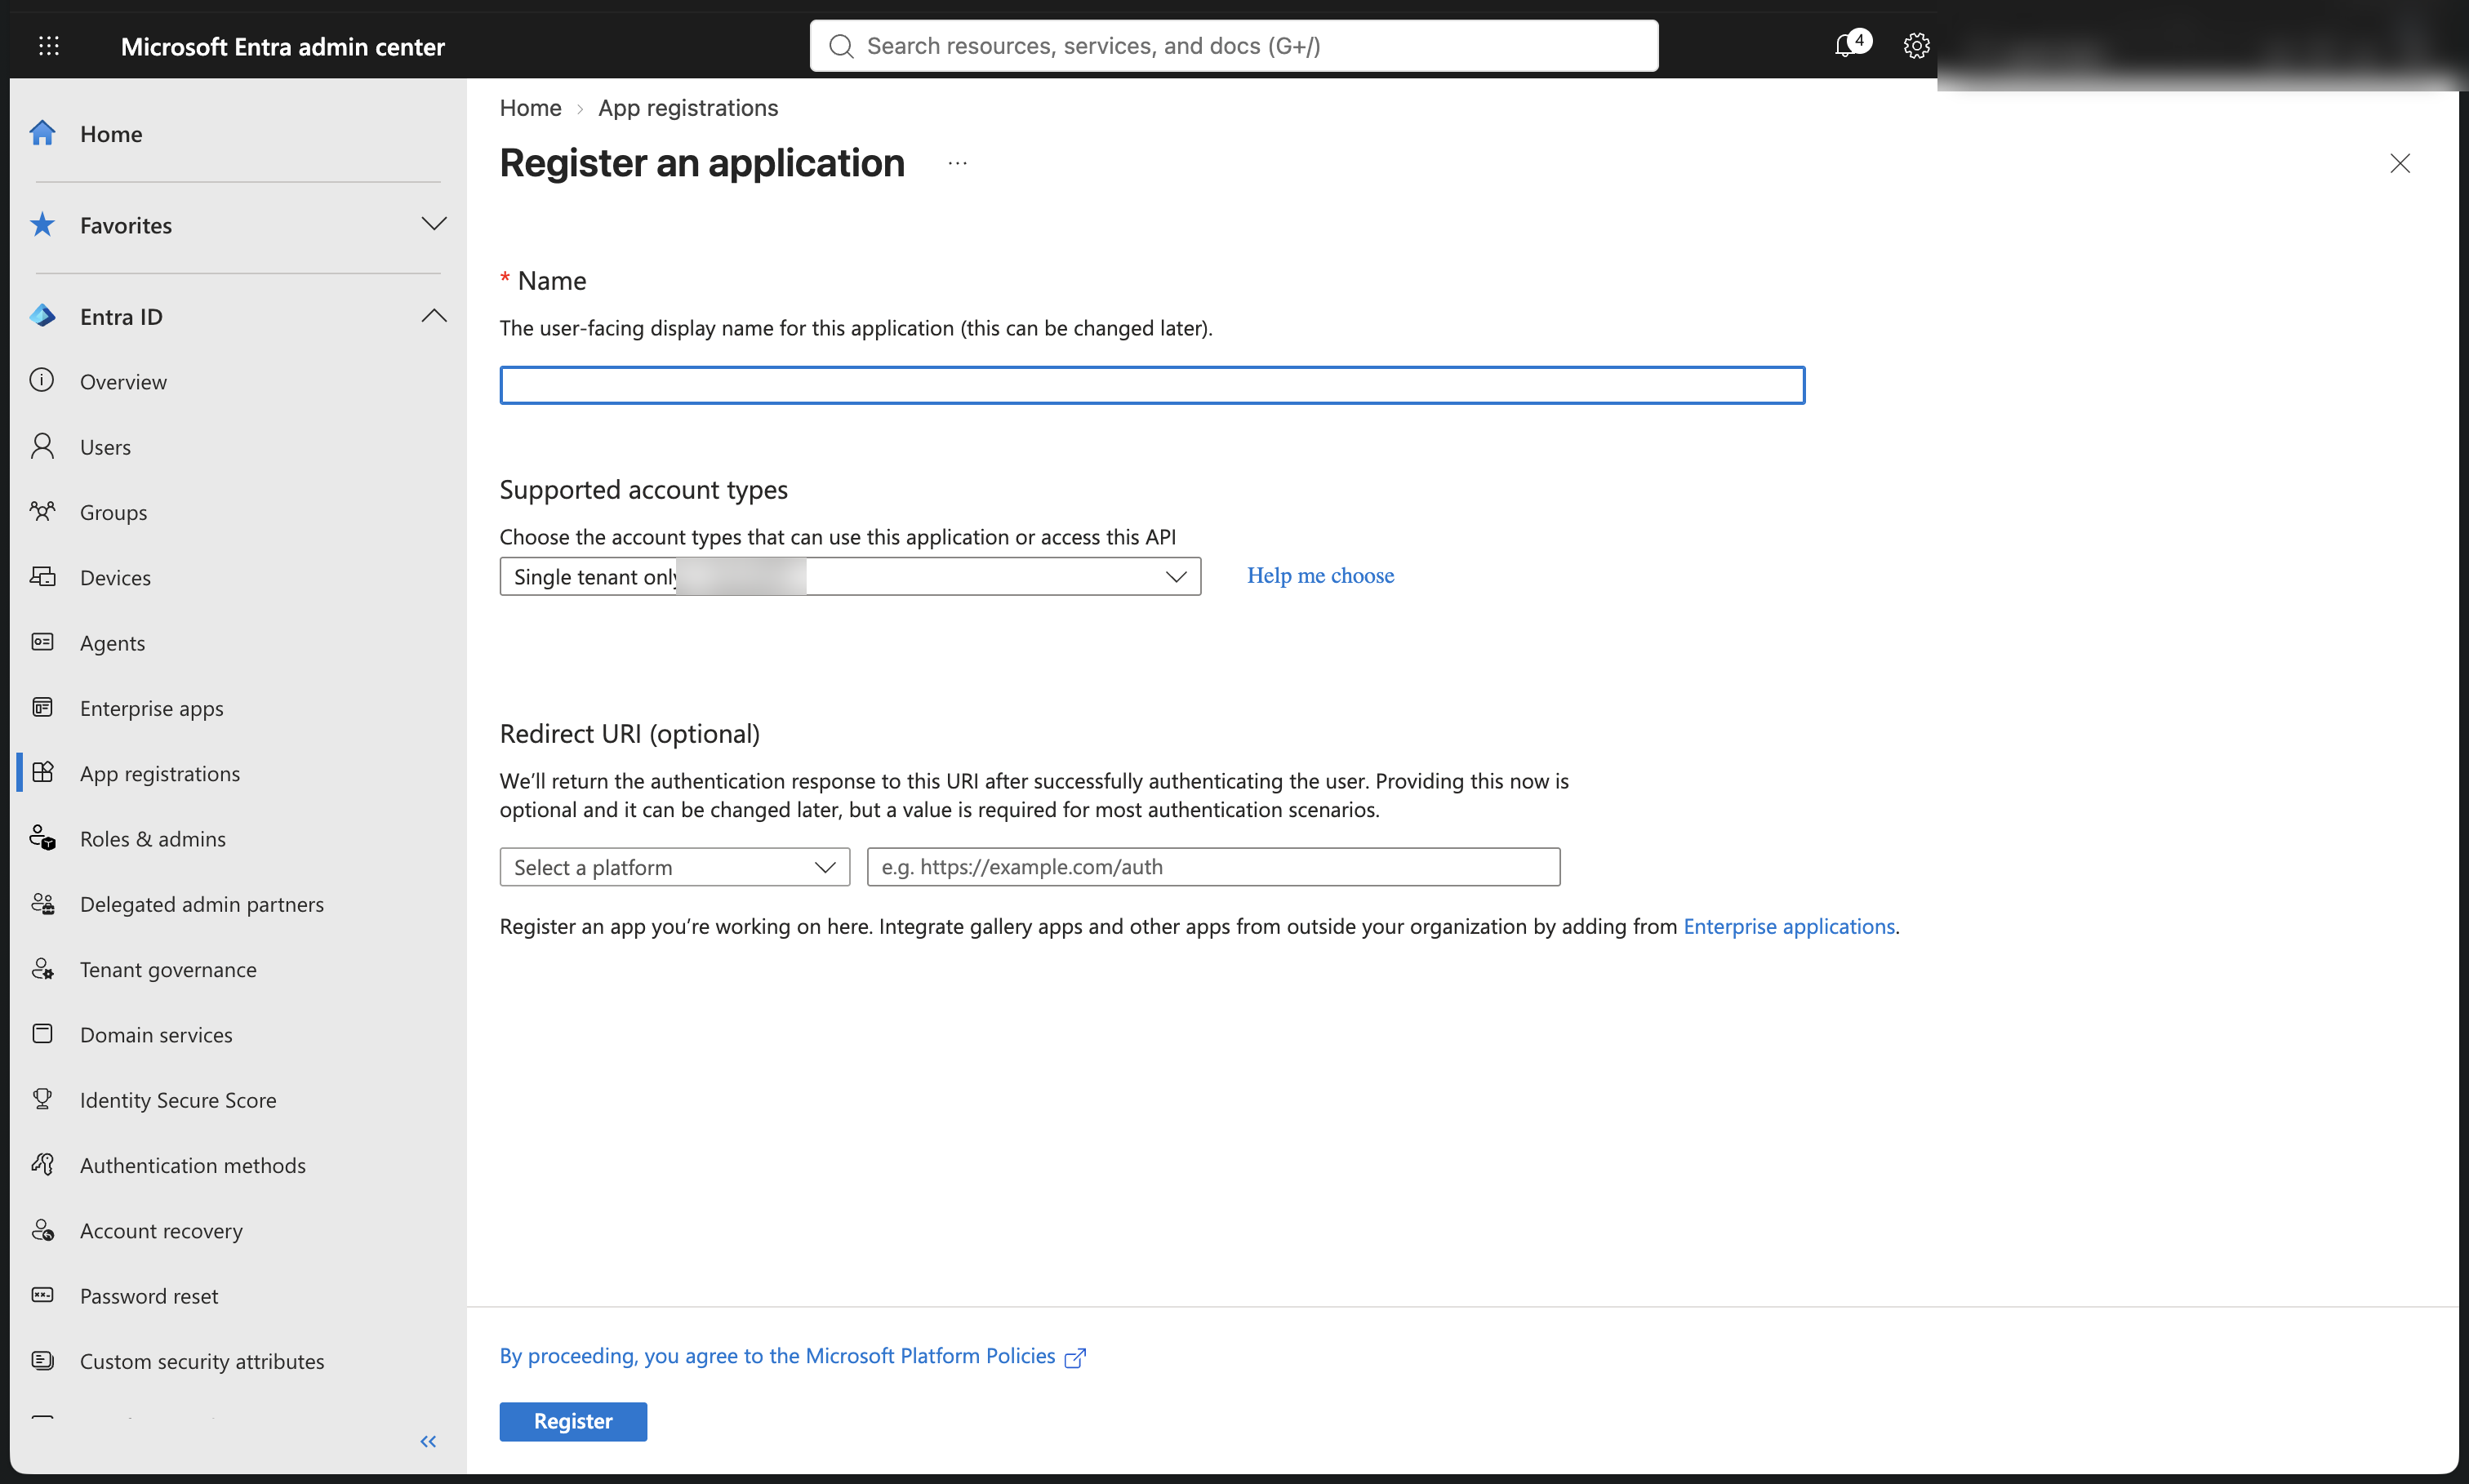 Microsoft Entra admin center
Search resources, services, and docs (G+/)
4
Home
Favorites
Entra ID
Overview
Users
Groups
Devices
Agents
Enterprise apps
App registrations
Roles & admins
Delegated admin partners
Tenant governance
Domain services
Identity Secure Score
Authentication methods
Account recovery
Password reset
Custom security attributes
Home > App registrations
Register an application ...
* Name
The user-facing display name for this application (this can be changed later).
Supported account types
Choose the account types that can use this application or access this API
Single tenant only
Help me choose
Redirect URI (optional)
We’ll return the authentication response to this URI after successfully authenticating the user. Providing this now is
optional and it can be changed later, but a value is required for most authentication scenarios.
Select a platform
e.g. https://example.com/auth
Register an app you’re working on here. Integrate gallery apps and other apps from outside your organization by adding from Enterprise applications.
By proceeding, you agree to the Microsoft Platform Policies
Register